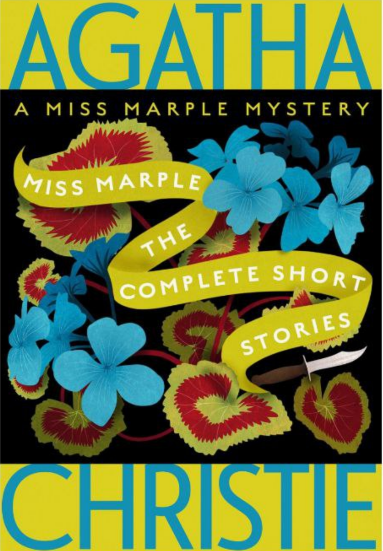 AGATHA
A MISS MARPLE MYSTERY
MISS MARPLE
THE
COMPLETE SHORT
STORIES
CHRISTIE